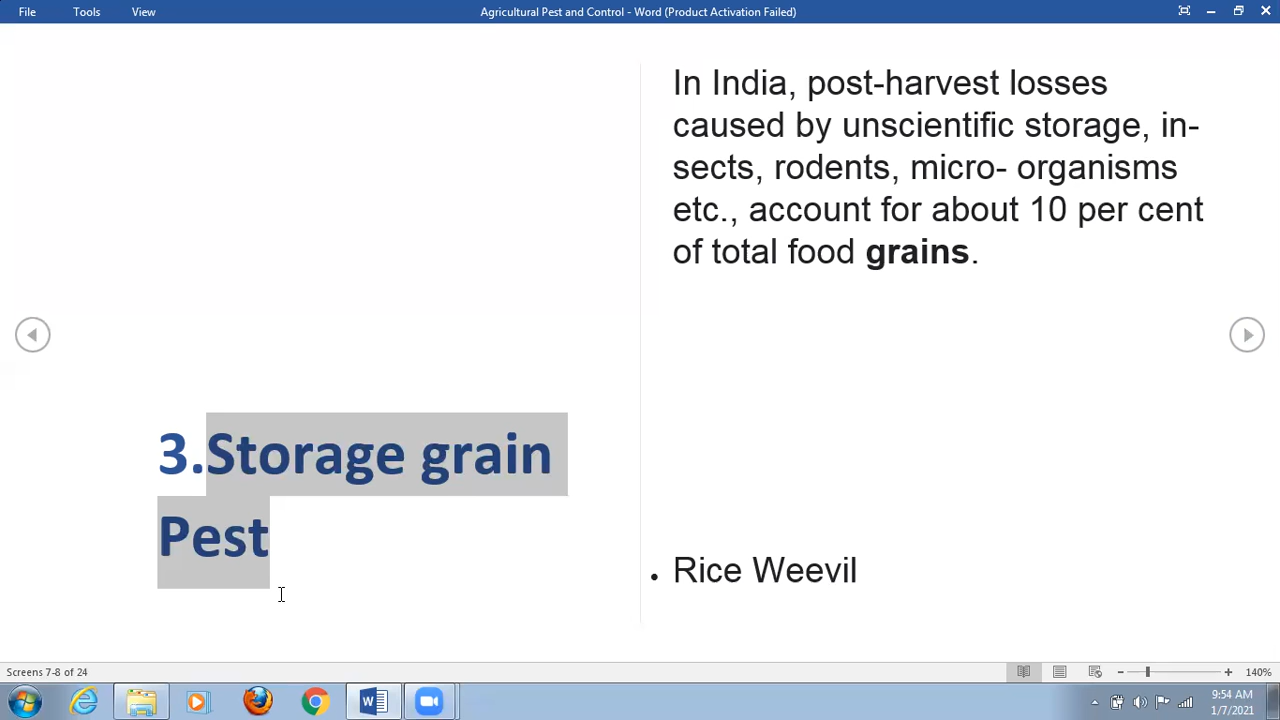 File Tools View Agricultural Pest and Control - Word (Product Activation Failed)
3.Storage grain
Pest
In India, post-harvest losses
caused by unscientific storage, in-
sects, rodents, micro- organisms
etc., account for about 10 per cent
of total food grains.
• Rice Weevil
Screens 7-8 of 24
140%
9:54 AM
1/7/2021